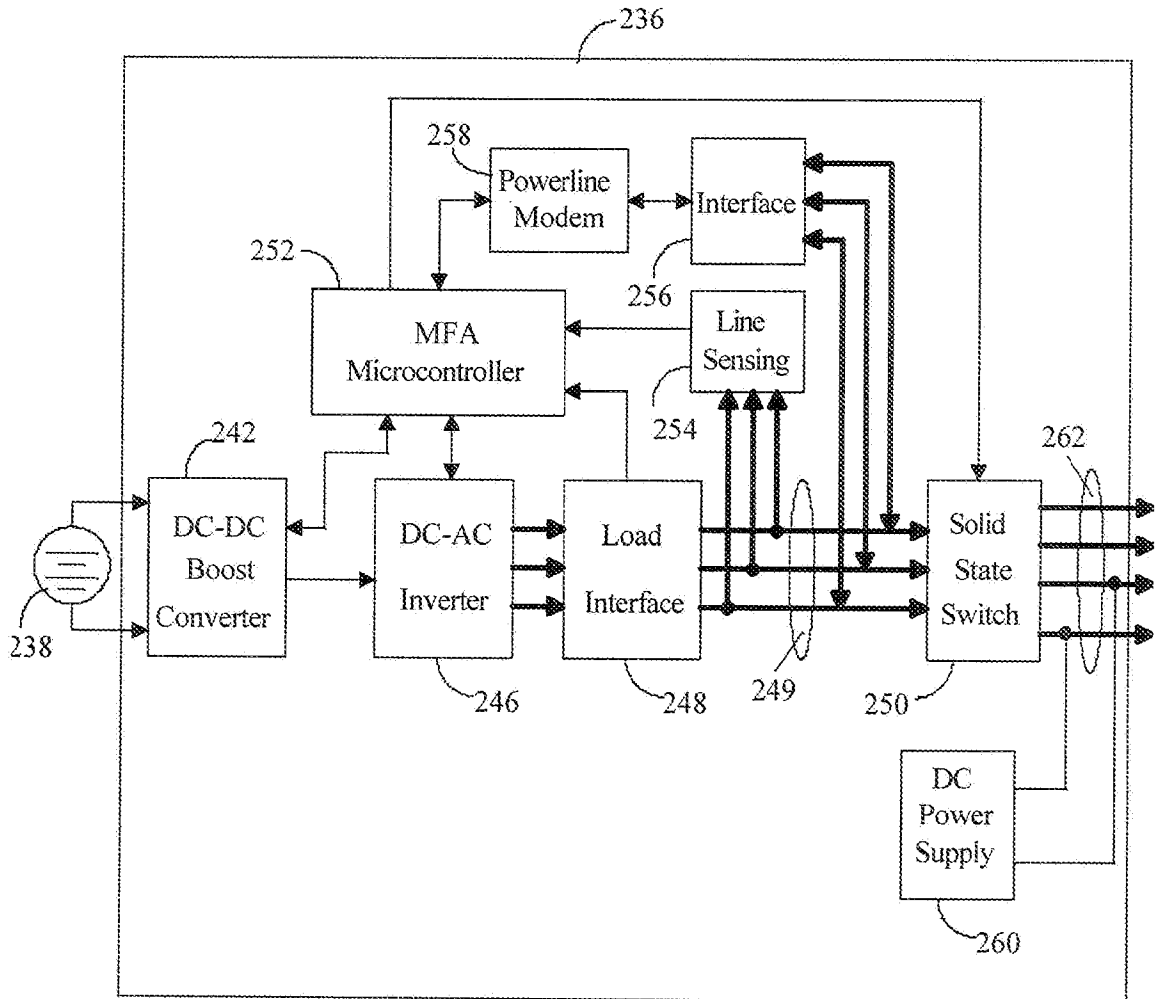 236
258
Powerline
Modem
Interface
252
256
MFA
Microcontroller
Line
Sensing
254
242
262
DC-DC
Boost
Converter
DC-AC
Inverter
Load
Interface
Solid
State
Switch
238
246
248
249
250
DC
Power
Supply
260